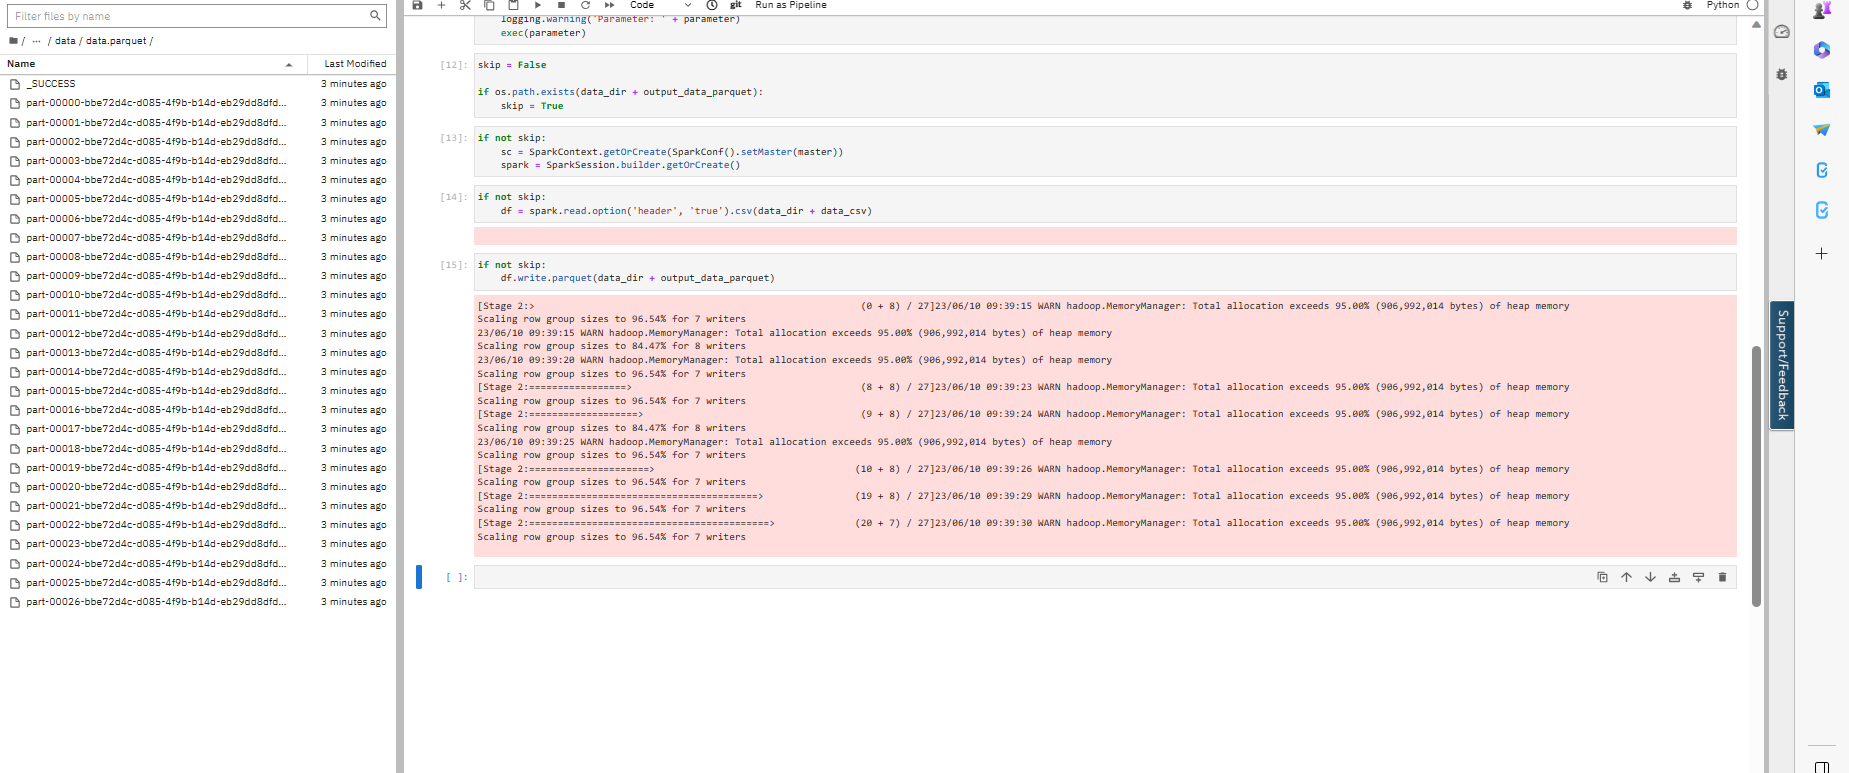 Filter files by name
/ ··· / data / data.parquet /
Name Last Modified
_SUCCESS 3 minutes ago
part-00000-bbe72d4c-d085-4f9b-b14d-eb29dd8dfd... 3 minutes ago
part-00001-bbe72d4c-d085-4f9b-b14d-eb29dd8dfd... 3 minutes ago
part-00002-bbe72d4c-d085-4f9b-b14d-eb29dd8dfd... 3 minutes ago
part-00003-bbe72d4c-d085-4f9b-b14d-eb29dd8dfd... 3 minutes ago
part-00004-bbe72d4c-d085-4f9b-b14d-eb29dd8dfd... 3 minutes ago
part-00005-bbe72d4c-d085-4f9b-b14d-eb29dd8dfd... 3 minutes ago
part-00006-bbe72d4c-d085-4f9b-b14d-eb29dd8dfd... 3 minutes ago
part-00007-bbe72d4c-d085-4f9b-b14d-eb29dd8dfd... 3 minutes ago
part-00008-bbe72d4c-d085-4f9b-b14d-eb29dd8dfd... 3 minutes ago
part-00009-bbe72d4c-d085-4f9b-b14d-eb29dd8dfd... 3 minutes ago
part-00010-bbe72d4c-d085-4f9b-b14d-eb29dd8dfd... 3 minutes ago
part-00011-bbe72d4c-d085-4f9b-b14d-eb29dd8dfd... 3 minutes ago
part-00012-bbe72d4c-d085-4f9b-b14d-eb29dd8dfd... 3 minutes ago
part-00013-bbe72d4c-d085-4f9b-b14d-eb29dd8dfd... 3 minutes ago
part-00014-bbe72d4c-d085-4f9b-b14d-eb29dd8dfd... 3 minutes ago
part-00015-bbe72d4c-d085-4f9b-b14d-eb29dd8dfd... 3 minutes ago
part-00016-bbe72d4c-d085-4f9b-b14d-eb29dd8dfd... 3 minutes ago
part-00017-bbe72d4c-d085-4f9b-b14d-eb29dd8dfd... 3 minutes ago
part-00018-bbe72d4c-d085-4f9b-b14d-eb29dd8dfd... 3 minutes ago
part-00019-bbe72d4c-d085-4f9b-b14d-eb29dd8dfd... 3 minutes ago
part-00020-bbe72d4c-d085-4f9b-b14d-eb29dd8dfd... 3 minutes ago
part-00021-bbe72d4c-d085-4f9b-b14d-eb29dd8dfd... 3 minutes ago
part-00022-bbe72d4c-d085-4f9b-b14d-eb29dd8dfd... 3 minutes ago
part-00023-bbe72d4c-d085-4f9b-b14d-eb29dd8dfd... 3 minutes ago
part-00024-bbe72d4c-d085-4f9b-b14d-eb29dd8dfd... 3 minutes ago
part-00025-bbe72d4c-d085-4f9b-b14d-eb29dd8dfd... 3 minutes ago
part-00026-bbe72d4c-d085-4f9b-b14d-eb29dd8dfd... 3 minutes ago
Code git Run as Pipeline Python
logging.warning('Parameter: ' + parameter)
exec(parameter)
[12]: skip = False
if os.path.exists(data_dir + output_data_parquet):
skip = True
[13]: if not skip:
sc = SparkContext.getOrCreate(SparkConf().setMaster(master))
spark = SparkSession.builder.getOrCreate()
[14]: if not skip:
df = spark.read.option('header', 'true').csv(data_dir + data_csv)
[15]: if not skip:
df.write.parquet(data_dir + output_data_parquet)
[Stage 2:> (0 + 8) / 27]23/06/10 09:39:15 WARN hadoop.MemoryManager: Total allocation exceeds 95.00% (906,992,014 bytes) of heap memory
Scaling row group sizes to 96.54% for 7 writers
23/06/10 09:39:15 WARN hadoop.MemoryManager: Total allocation exceeds 95.00% (906,992,014 bytes) of heap memory
Scaling row group sizes to 84.47% for 8 writers
23/06/10 09:39:20 WARN hadoop.MemoryManager: Total allocation exceeds 95.00% (906,992,014 bytes) of heap memory
Scaling row group sizes to 96.54% for 7 writers
[Stage 2:=================> (8 + 8) / 27]23/06/10 09:39:23 WARN hadoop.MemoryManager: Total allocation exceeds 95.00% (906,992,014 bytes) of heap memory
Scaling row group sizes to 96.54% for 7 writers
[Stage 2:===================> (9 + 8) / 27]23/06/10 09:39:24 WARN hadoop.MemoryManager: Total allocation exceeds 95.00% (906,992,014 bytes) of heap memory
Scaling row group sizes to 84.47% for 8 writers
23/06/10 09:39:25 WARN hadoop.MemoryManager: Total allocation exceeds 95.00% (906,992,014 bytes) of heap memory
Scaling row group sizes to 96.54% for 7 writers
[Stage 2:=====================> (10 + 8) / 27]23/06/10 09:39:26 WARN hadoop.MemoryManager: Total allocation exceeds 95.00% (906,992,014 bytes) of heap memory
Scaling row group sizes to 96.54% for 7 writers
[Stage 2:========================================> (19 + 8) / 27]23/06/10 09:39:29 WARN hadoop.MemoryManager: Total allocation exceeds 95.00% (906,992,014 bytes) of heap memory
Scaling row group sizes to 96.54% for 7 writers
[Stage 2:==========================================> (20 + 7) / 27]23/06/10 09:39:30 WARN hadoop.MemoryManager: Total allocation exceeds 95.00% (906,992,014 bytes) of heap memory
Scaling row group sizes to 96.54% for 7 writers
[ ]:
Support/Feedback